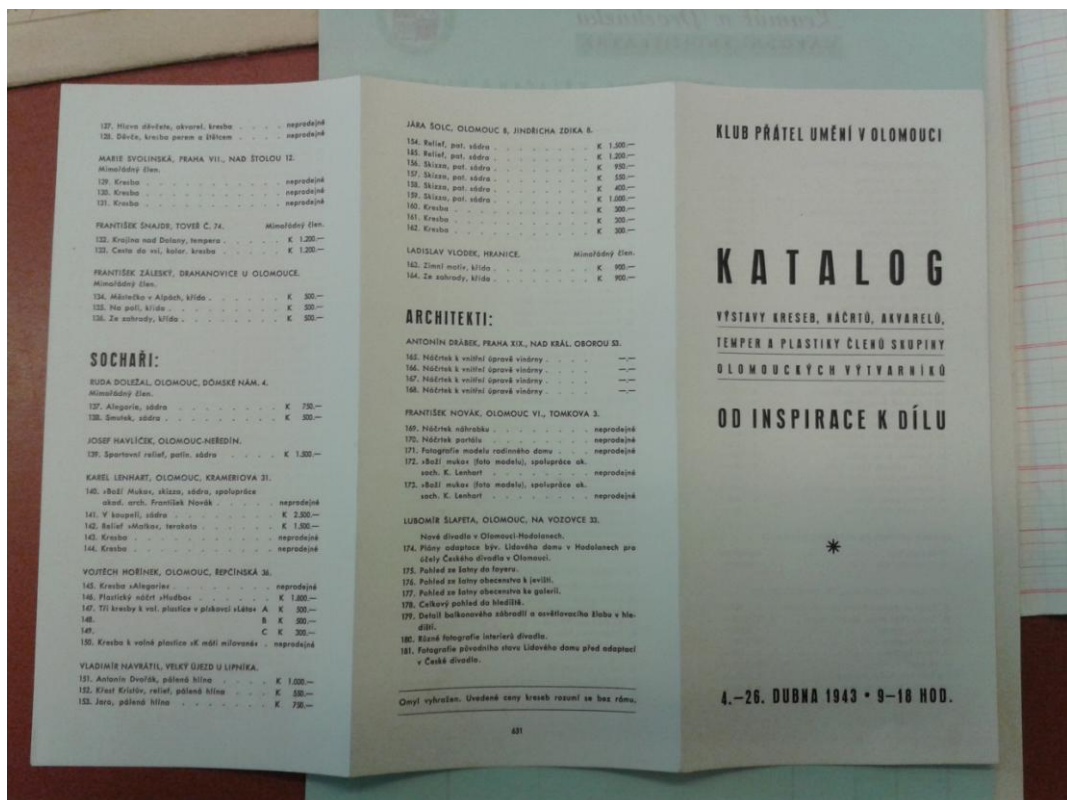 127. Hlava děvčete, akvarel. kresba . . . . neprodejné
128. Děvče, kresba perem a štětcem . . . . neprodejné
MARIE SVOLINSKÁ, PRAHA VII., NAD ŠTOLOU 12.
Mimořádný člen.
129. Kresba . . . . neprodejné
130. Kresba . . . . neprodejné
131. Kresba . . . . neprodejné
FRANTIŠEK ŠNAJDR, TOVEŘ Č. 74. Mimořádný člen.
132. Krajina nad Dolany, tempera . . . . K 1.200.—
133. Cesta do vsi, kolor. kresba . . . . K 1.200.—
FRANTIŠEK ZÁLESKÝ, DRAHANOVICE U OLOMOUCE.
Mimořádný člen.
134. Městečko v Alpách, křída . . . . K 500.—
135. Na poli, křída . . . . K 500.—
136. Ze zahrady, křída . . . . K 500.—
SOCHAŘI:
RUDA DOLEŽAL, OLOMOUC, DÓMSKÉ NÁM. 4.
Mimořádný člen.
137. Alegorie, sádra . . . . K 750.—
138. Smutek, sádra . . . . K 500.—
JOSEF HAVLÍČEK, OLOMOUC-NEŘEDÍN.
139. Sportovní relief, patin. sádra . . . . K 1.500.—
KAREL LENHART, OLOMOUC, KRAMERIOVA 31.
140. »Boží Muka«, skizza, sádra, spolupráce
akad. arch. František Novák . . . . neprodejné
141. V koupeli, sádra . . . . K 2.500.—
142. Relief »Matka«, terakota . . . . K 1.500.—
143. Kresba . . . . neprodejné
144. Kresba . . . . neprodejné
VOJTĚCH HOŘÍNEK, OLOMOUC, ŘEPČÍNSKÁ 36.
145. Kresba »Alegorie« . . . . neprodejné
146. Plastický náčrt »Hudba« . . . . K 1.800.—
147. Tři kresby k vol. plastice v pískovci »Léto« A K 500.—
148. B K 500.—
149. C K 300.—
150. Kresba k volné plastice »K máti milované« . neprodejné
VLADIMÍR NAVRÁTIL, VELKÝ ÚJEZD U LIPNÍKA.
151. Antonín Dvořák, pálená hlína . . . . K 1.000.—
152. Křest Kristův, relief, pálená hlína . . . . K 550.—
153. Jaro, pálená hlína . . . . K 750.—
JÁRA ŠOLC, OLOMOUC 8, JINDŘICHA ZDIKA 8.
154. Relief, pat. sádra . . . . K 1.500.—
155. Relief, pat. sádra . . . . K 1.200.—
156. Skizza, pat. sádra . . . . K 950.—
157. Skizza, pat. sádra . . . . K 550.—
158. Skizza, pat. sádra . . . . K 400.—
159. Skizza, pat. sádra . . . . K 1.000.—
160. Kresba . . . . K 300.—
161. Kresba . . . . K 300.—
162. Kresba . . . . K 300.—
LADISLAV VLODEK, HRANICE. Mimořádný člen.
163. Zimní motiv, křída . . . . K 900.—
164. Ze zahrady, křída . . . . K 900.—
ARCHITEKTI:
ANTONÍN DRÁBEK, PRAHA XIX., NAD KRÁL. OBOROU 53.
165. Náčrtek k vnitřní úpravě vinárny . . . . —.—
166. Náčrtek k vnitřní úpravě vinárny . . . . —.—
167. Náčrtek k vnitřní úpravě vinárny . . . . —.—
168. Náčrtek k vnitřní úpravě vinárny . . . . —.—
FRANTIŠEK NOVÁK, OLOMOUC VI., TOMKOVA 3.
169. Náčrtek náhrobku . . . . neprodejné
170. Náčrtek portálu . . . . neprodejné
171. Fotografie modelu rodinného domu . . . . neprodejné
172. »Boží muka« (foto modelu), spolupráce ak.
soch. K. Lenhart . . . . neprodejné
173. »Boží muka« (foto modelu), spolupráce ak.
soch. K. Lenhart . . . . neprodejné
LUBOMÍR ŠLAPETA, OLOMOUC, NA VOZOVCE 33.
Nové divadlo v Olomouci-Hodolanech.
174. Plány adaptace býv. Lidového domu v Hodolanech pro
účely Českého divadla v Olomouci.
175. Pohled ze šatny do foyeru.
176. Pohled ze šatny obecenstva k jevišti.
177. Pohled ze šatny obecenstva ke galerii.
178. Celkový pohled do hlediště.
179. Detail balkonového zábradlí a osvětlovacího žlabu v hle-
dišti.
180. Různé fotografie interierů divadla.
181. Fotografie původního stavu Lidového domu před adaptací
v České divadlo.
Omyl vyhražen. Uvedené ceny kreseb rozumí se bez rámu.
631
KLUB PŘÁTEL UMĚNÍ V OLOMOUCI
KATALOG
VÝSTAVY KRESEB, NÁČRTŮ, AKVARELŮ,
TEMPER A PLASTIKY ČLENŮ SKUPINY
OLOMOUCKÝCH VÝTVARNÍKŮ
OD INSPIRACE K DÍLU
*
4.—26. DUBNA 1943 • 9—18 HOD.